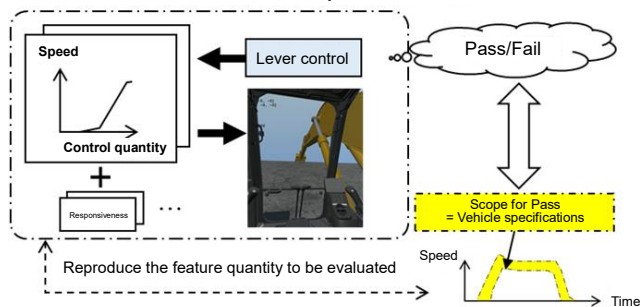 Speed
Lever control
Pass/Fail
Control quantity
Responsiveness
...
Scope for Pass
= Vehicle specifications
Reproduce the feature quantity to be evaluated
Speed
Time